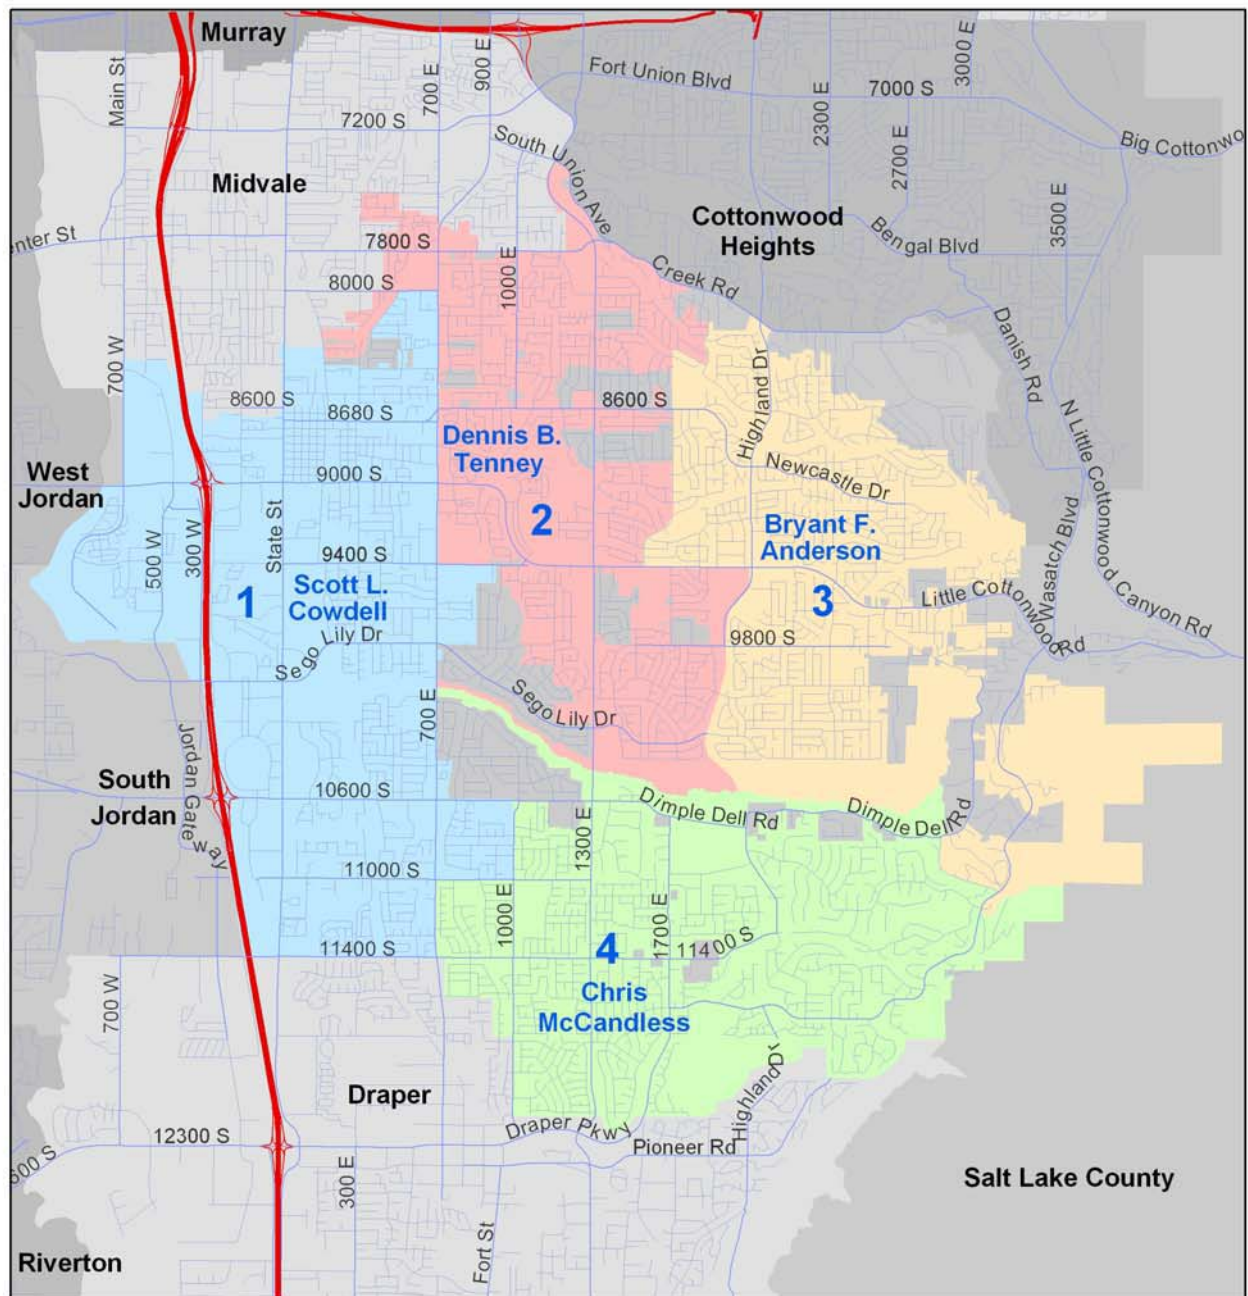 Murray
Main St
700 E
900 E
Fort Union Blvd
3000 E
7000 S
2300 E
7200 S
South Union Ave
2700 E
Big Cottonwo
Midvale
3500 E
Cottonwood
Heights
enter St
7800 S
Bengal Blvd
1000 E
Creek Rd
8000 S
Danish Rd
700 W
Highland Dr
8600 S
8680 S
8600 S
N Little Cottonwood Canyon Rd
Dennis B.
Tenney
West
Jordan
9000 S
Newcastle Dr
2
Bryant F.
Anderson
State St
500 W
300 W
9400 S
Wasatch Blvd
1
Scott L.
Cowdell
3
Little Cottonwood Rd
Sego Lily Dr
9800 S
700 E
Sego Lily Dr
Jordan Gateway
South
Jordan
10600 S
Dimple Dell Rd
Dimple Dell Rd
1300 E
11000 S
1000 E
1700 E
11400 S
11400 S
4
Chris
McCandless
700 W
Highland Dr
Draper
Draper Pkwy
12300 S
Pioneer Rd
600 S
300 E
Salt Lake County
Fort St
Riverton